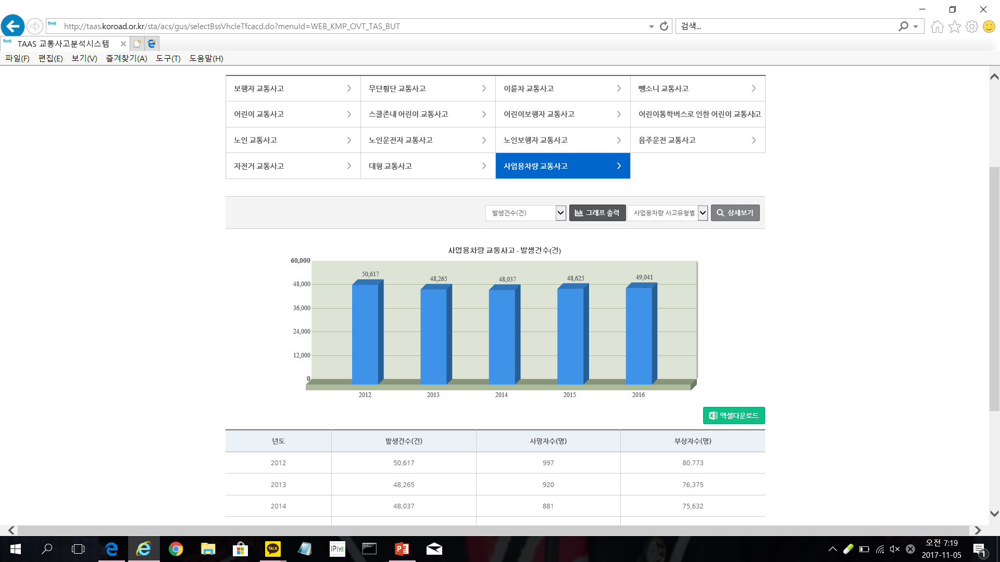 http://taas.koroad.or.kr/sta/acs/gus/selectBssVhcleTfcacd.do?menuId=WEB_KMP_OVT_TAS_BUT
검색...
TAAS 교통사고분석시스템
파일(F) 편집(E) 보기(V) 즐겨찾기(A) 도구(T) 도움말(H)
보행자 교통사고 무단횡단 교통사고 이륜차 교통사고 뺑소니 교통사고
어린이 교통사고 스쿨존내 어린이 교통사고 어린이보행자 교통사고 어린이통학버스로 인한 어린이 교통사고
노인 교통사고 노인운전자 교통사고 노인보행자 교통사고 음주운전 교통사고
자전거 교통사고 대형 교통사고 사업용차량 교통사고
발생건수(건) 그래프 출력 사업용차량 사고유형별 상세보기
사업용차량 교통사고 - 발생건수(건)
60,000
48,000
36,000
24,000
12,000
0
50,617 48,265 48,037 48,625 49,041
2012 2013 2014 2015 2016
엑셀다운로드
년도 발생건수(건) 사망자수(명) 부상자수(명)
2012 50,617 997 80,773
2013 48,265 920 76,375
2014 48,037 881 75,632
TALK
IP[y]:
오전 7:19
2017-11-05
1